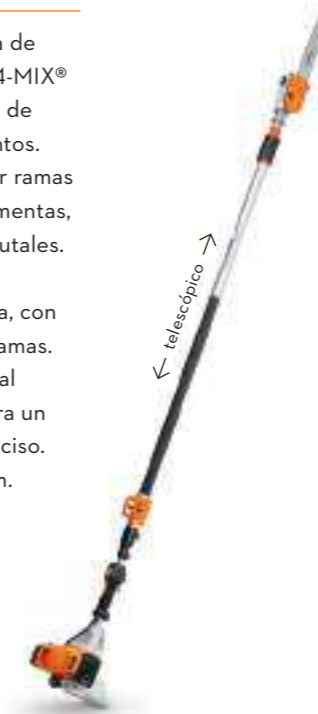 a de
4-MIX®
de
ntos.
r ramas
mentas,
utales.
a, con
amas.
al
ra un
ciso.
n.
← telescópico →